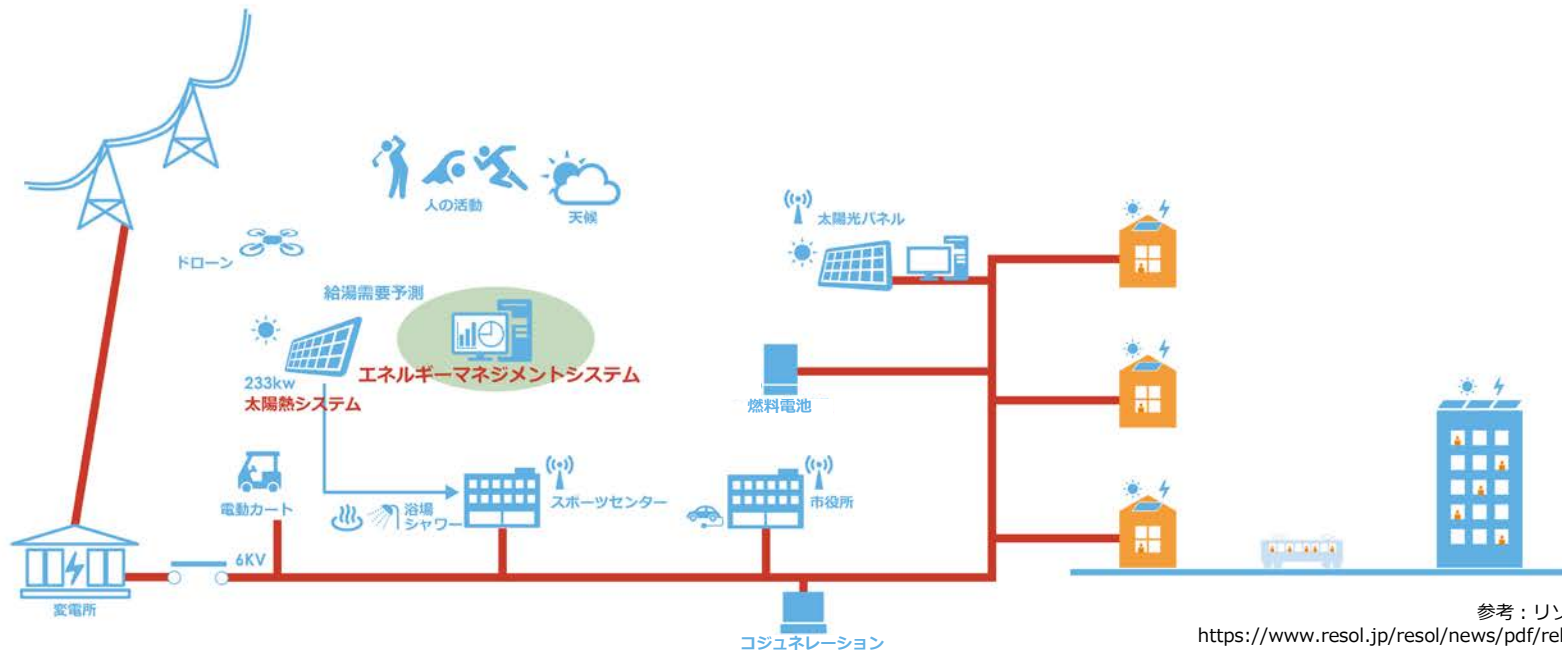 人の活動
天候
ドローン
太陽光パネル
給湯需要予測
エネルギーマネジメントシステム
233kw
太陽熱システム
燃料電池
電動カート
浴場
シャワー
スポーツセンター
市役所
6KV
変電所
コジュネレーション
参考：リソ
https://www.resol.jp/resol/news/pdf/rel